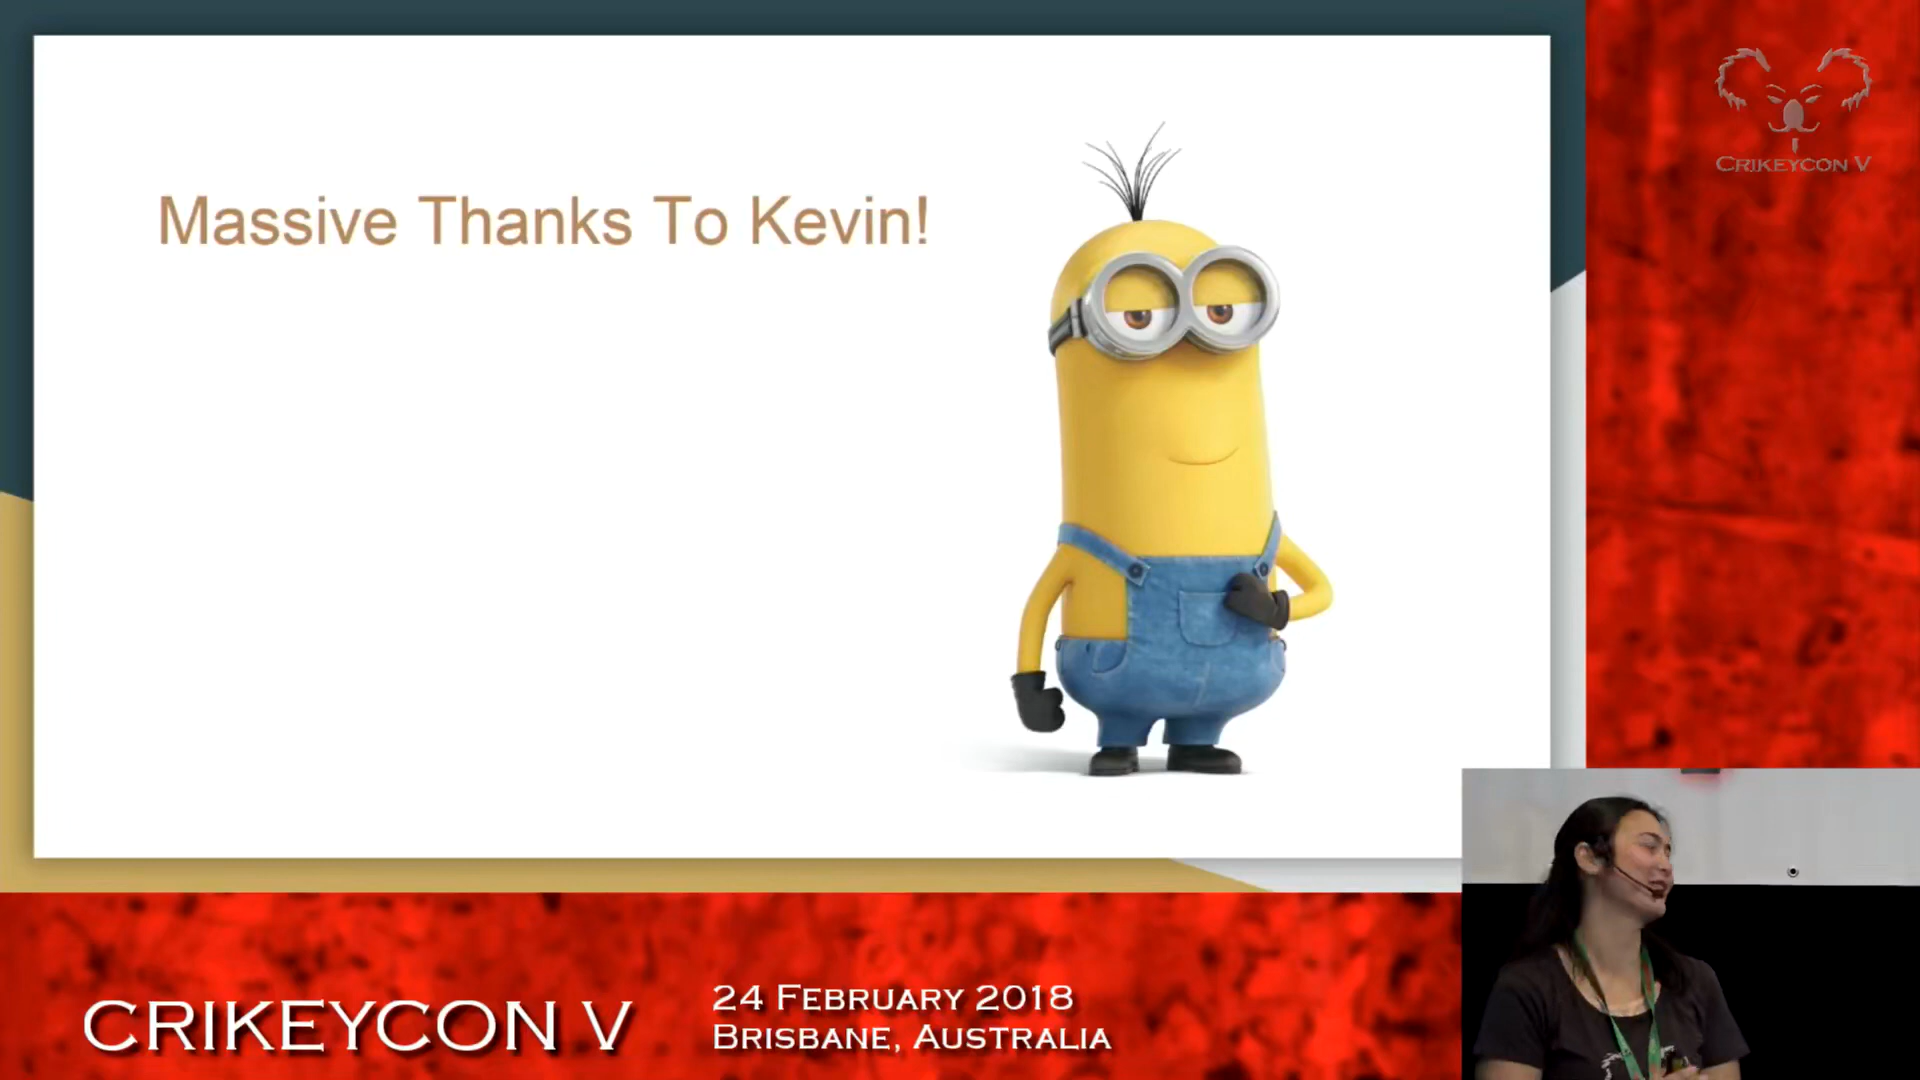 Massive Thanks To Kevin!
CRIKEYCON V
CRIKEYCON V
24 FEBRUARY 2018
BRISBANE, AUSTRALIA